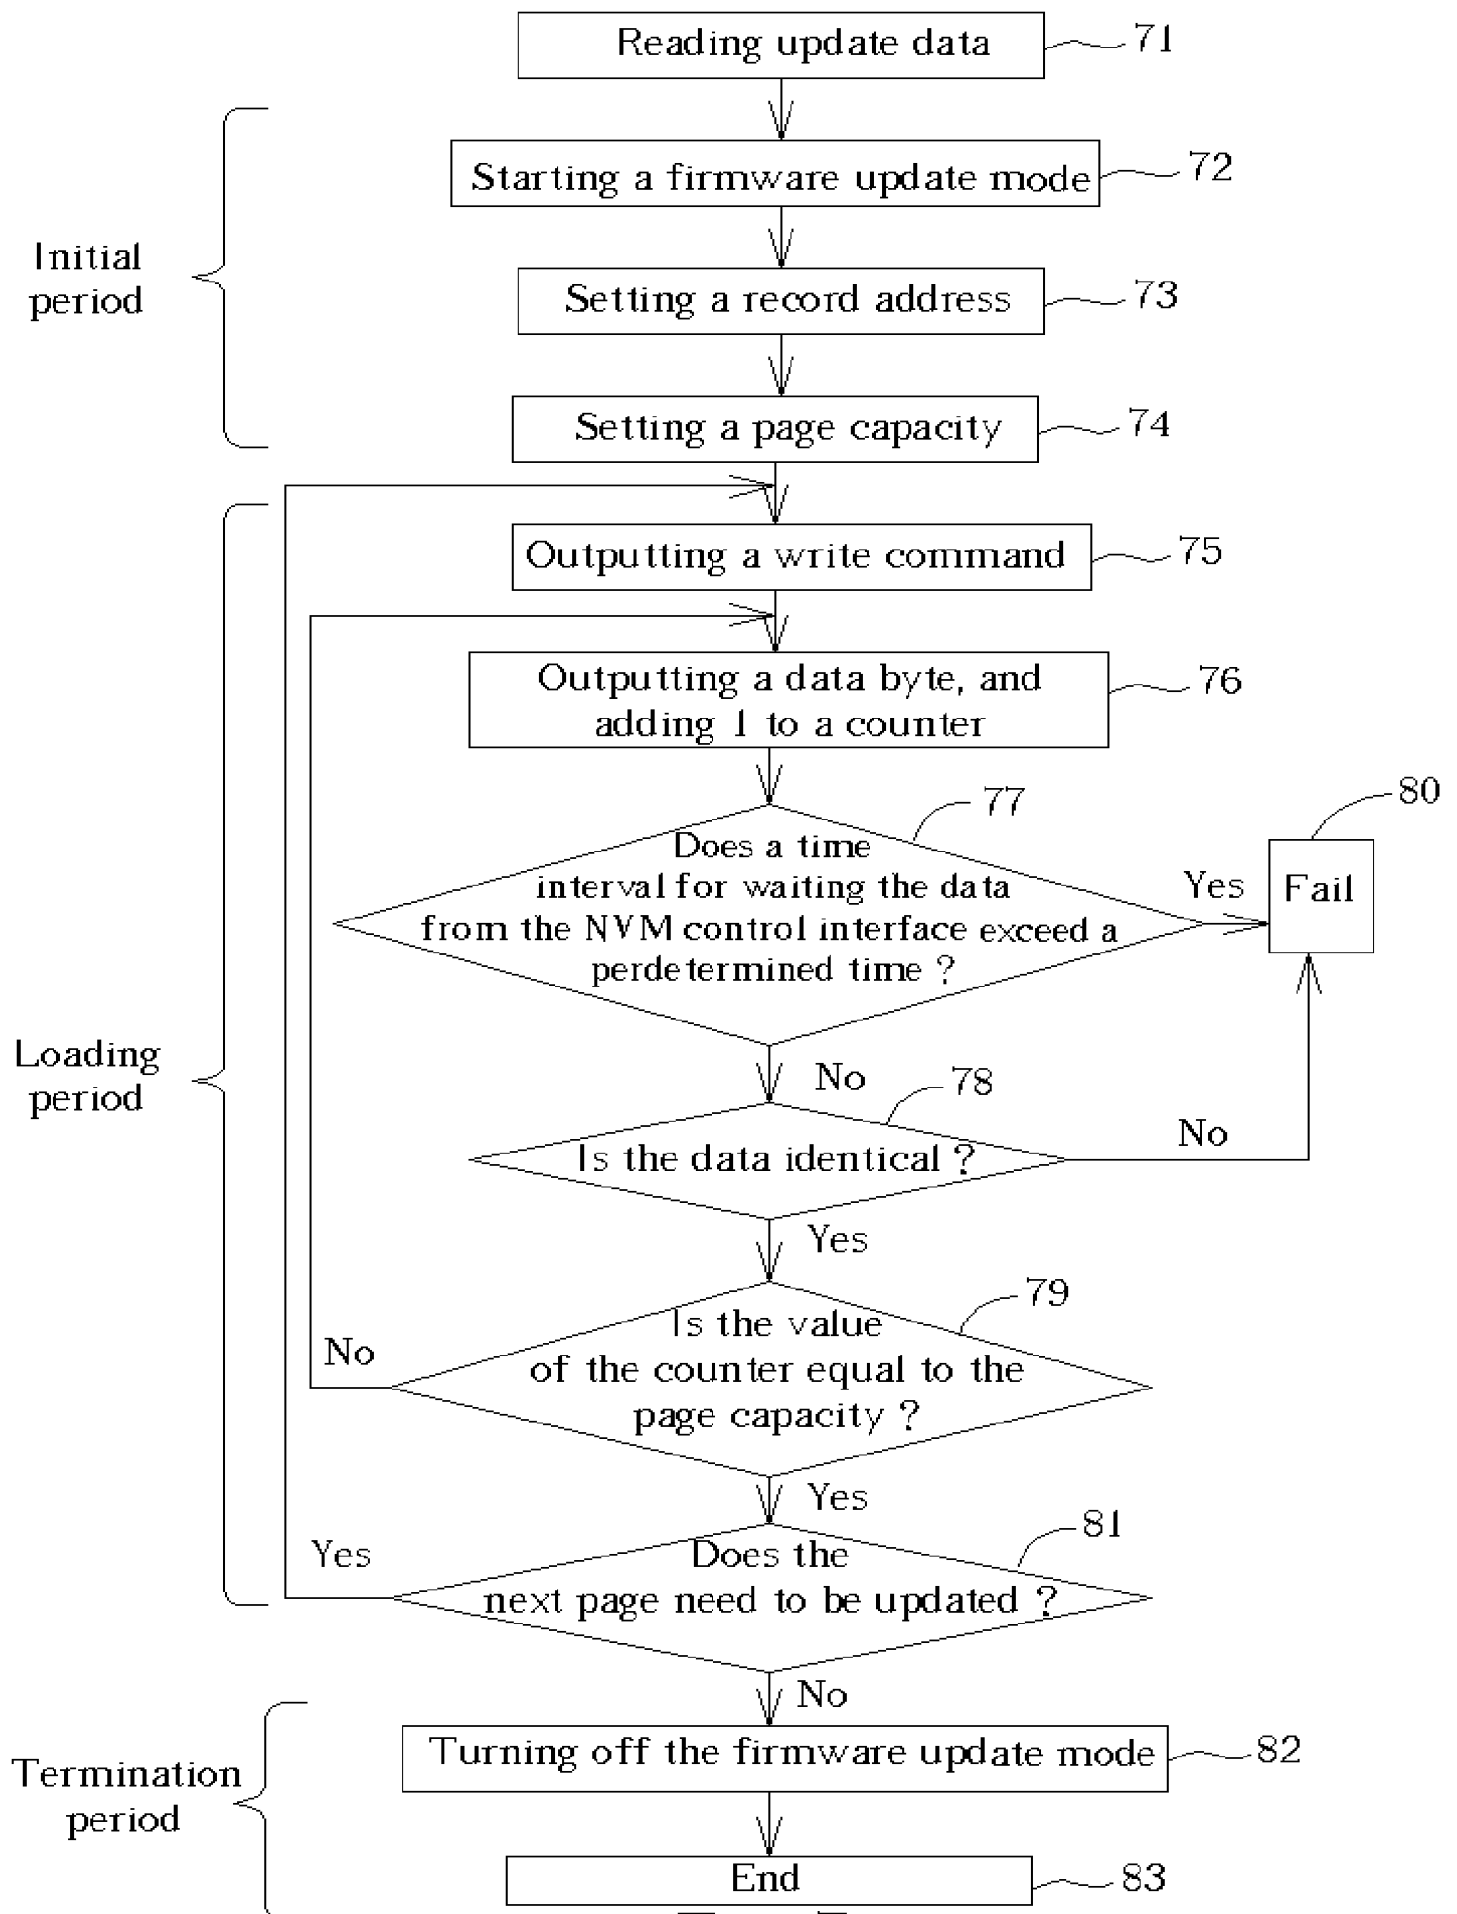 Reading update data
71
Starting a firmware update mode
72
Initial
period
Setting a record address
73
Setting a page capacity
74
Outputting a write command
75
Outputting a data byte, and
adding 1 to a counter
76
77
80
Does a time
interval for waiting the data
from the NVM control interface exceed a
perdetermined time ?
Yes
Fail
Loading
period
No
78
Is the data identical ?
No
Yes
79
Is the value
of the counter equal to the
page capacity ?
No
Yes
81
Does the
next page need to be updated ?
Yes
No
Termination
period
Turning off the firmware update mode
82
End
83